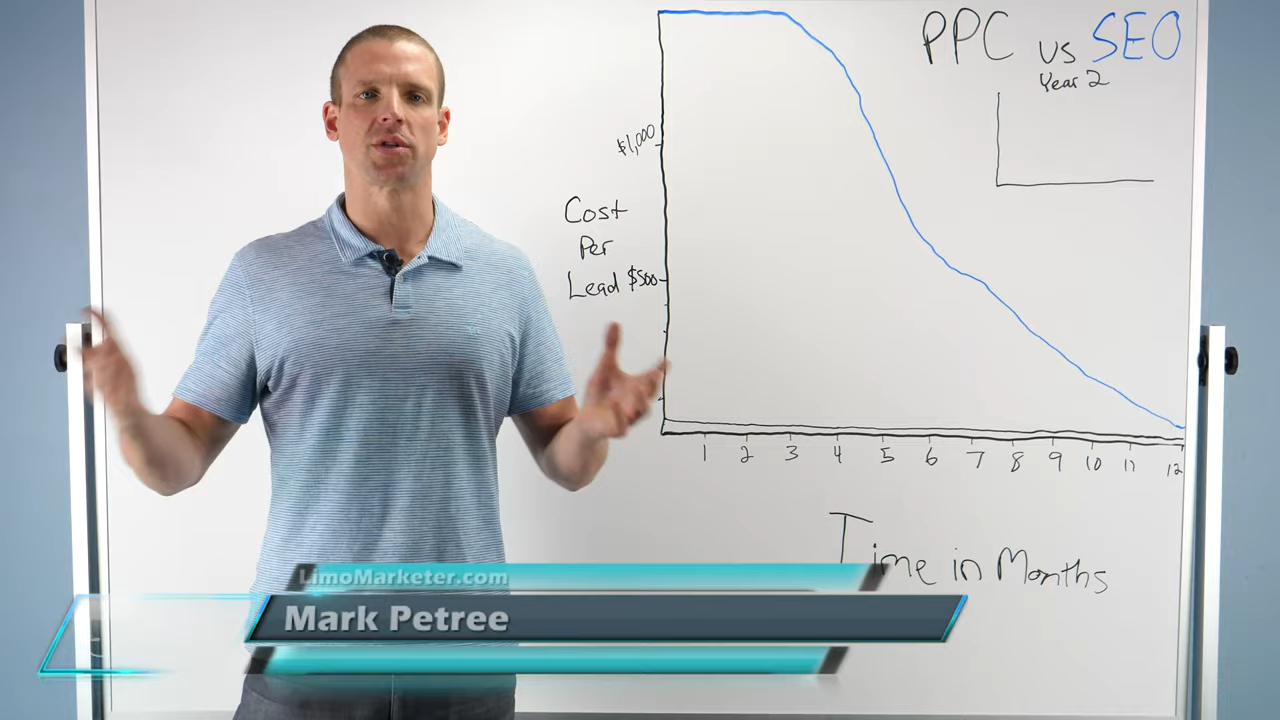 PPC vs SEO
Year 2
$1,000
Cost
Per
Lead $500
1 2 3 4 5 6 7 8 9 10 11 12
Time in Months
LimoMarketer.com
Mark Petree